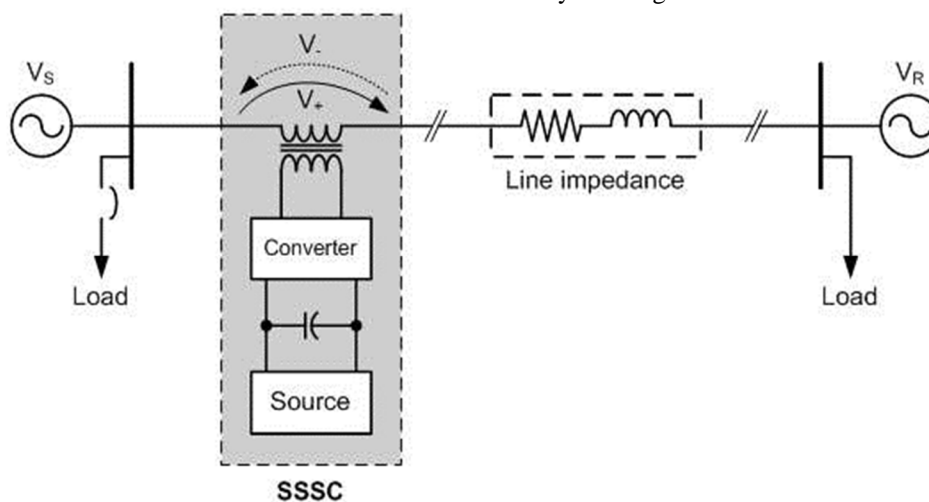 V-
VS
VR
V+
Line impedance
Converter
Load
Load
Source
SSSC